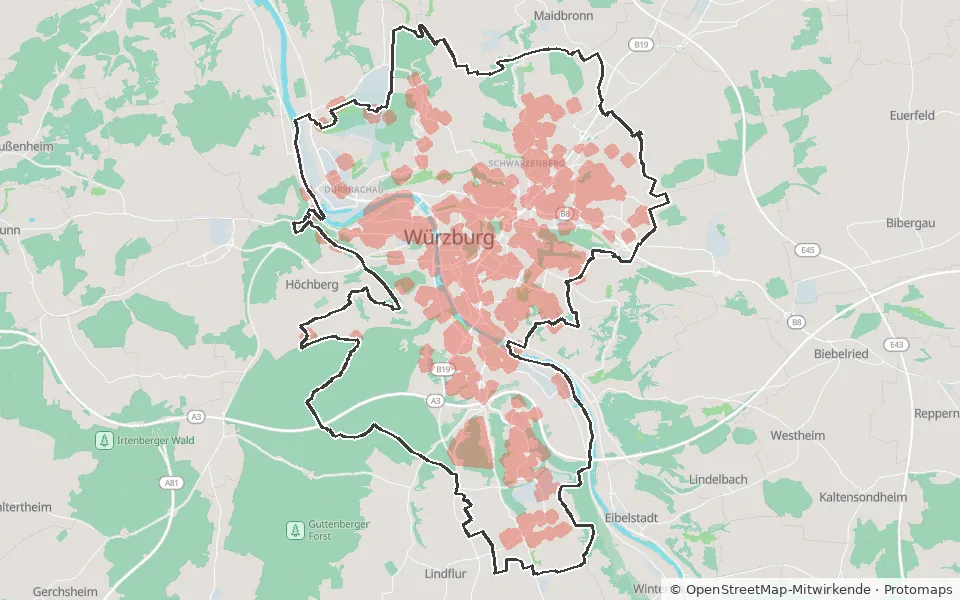 Maidbronn
B19
Euerfeld
ußenheim
SCHWARZENBERG
DÜRRBACHAU
B8
Bibergau
unn
Würzburg
E45
Höchberg
B8
E43
Biebelried
B19
A3
A3
Reppern
Irtenberger Wald
Westheim
A81
Lindelbach
Kaltensondheim
altertheim
Eibelstadt
Guttenberger
Forst
Lindflur
Gerchsheim
Winter
© OpenStreetMap-Mitwirkende · Protomaps